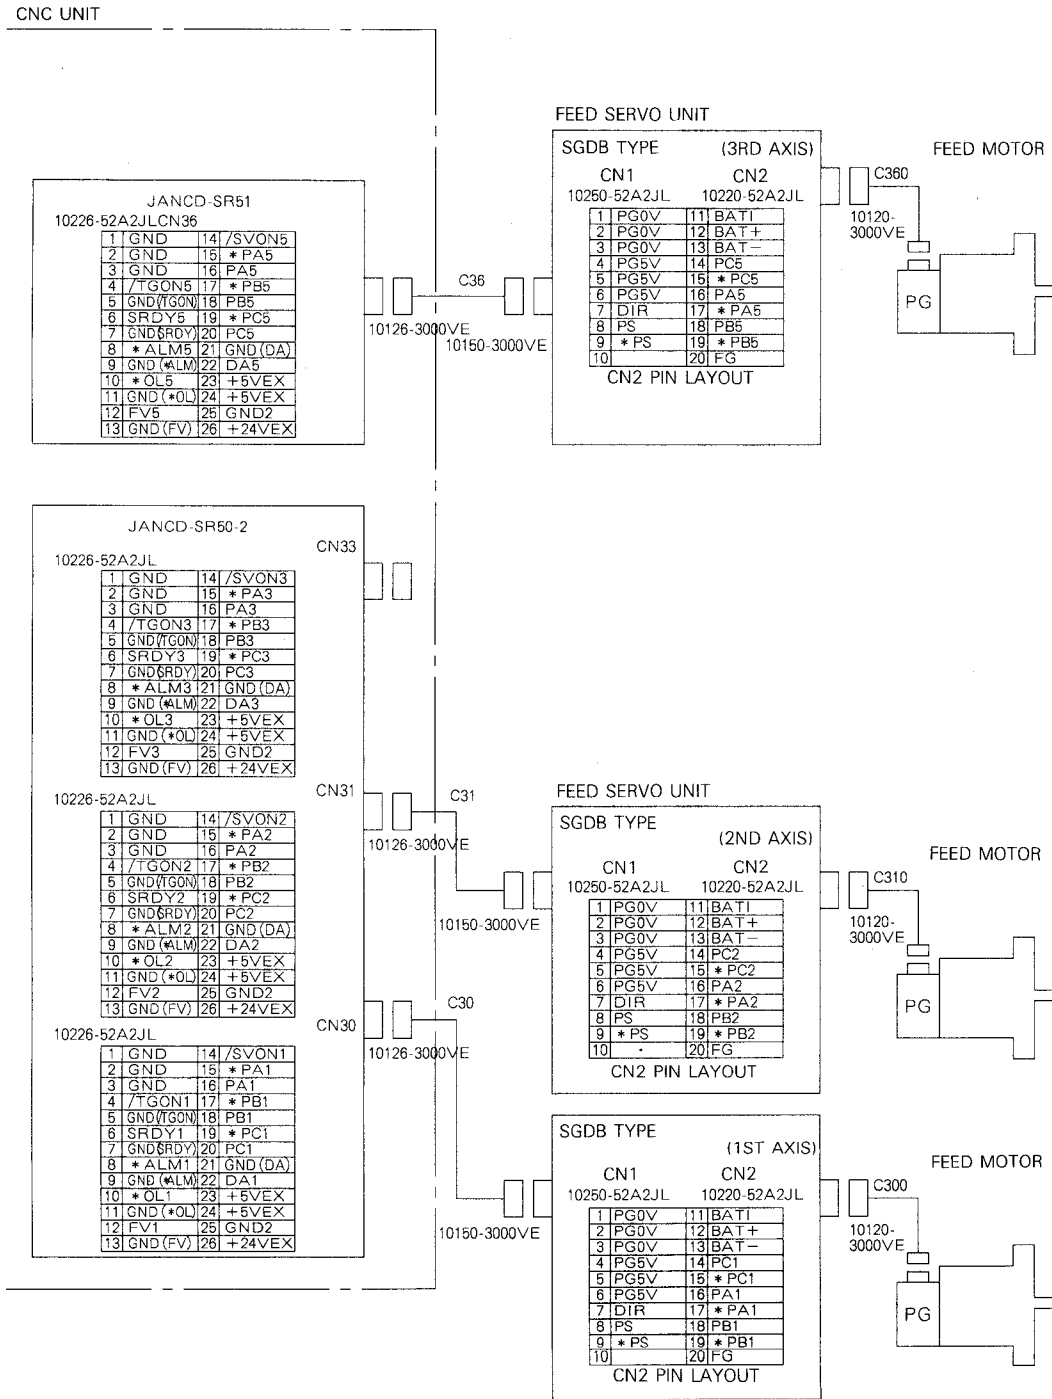 CNC UNIT
JANCD-SR51
10226-52A2JLCN36
1 GND 14 /SVON5
2 GND 15 *PA5
3 GND 16 PA5
4 /TGON5 17 *PB5
5 GND(/TGON) 18 PB5
6 SRDY5 19 *PC5
7 GND(SRDY) 20 PC5
8 *ALM5 21 GND(DA)
9 GND(*ALM) 22 DA5
10 *OL5 23 +5VEX
11 GND(*OL) 24 +5VEX
12 FV5 25 GND2
13 GND(FV) 26 +24VEX
C36
10126-3000VE
10150-3000VE
FEED SERVO UNIT
SGDB TYPE (3RD AXIS)
CN1 CN2
10250-52A2JL 10220-52A2JL
1 PG0V 11 BATI
2 PG0V 12 BAT+
3 PG0V 13 BAT-
4 PG5V 14 PC5
5 PG5V 15 *PC5
6 PG5V 16 PA5
7 DIR 17 *PA5
8 PS 18 PB5
9 *PS 19 *PB5
10 20 FG
CN2 PIN LAYOUT
C360
10120-
3000VE
FEED MOTOR
PG
JANCD-SR50-2
CN33
10226-52A2JL
1 GND 14 /SVON3
2 GND 15 *PA3
3 GND 16 PA3
4 /TGON3 17 *PB3
5 GND(/TGON) 18 PB3
6 SRDY3 19 *PC3
7 GND(SRDY) 20 PC3
8 *ALM3 21 GND(DA)
9 GND(*ALM) 22 DA3
10 *OL3 23 +5VEX
11 GND(*OL) 24 +5VEX
12 FV3 25 GND2
13 GND(FV) 26 +24VEX
CN31
10226-52A2JL
1 GND 14 /SVON2
2 GND 15 *PA2
3 GND 16 PA2
4 /TGON2 17 *PB2
5 GND(/TGON) 18 PB2
6 SRDY2 19 *PC2
7 GND(SRDY) 20 PC2
8 *ALM2 21 GND(DA)
9 GND(*ALM) 22 DA2
10 *OL2 23 +5VEX
11 GND(*OL) 24 +5VEX
12 FV2 25 GND2
13 GND(FV) 26 +24VEX
C31
10126-3000VE
10150-3000VE
FEED SERVO UNIT
SGDB TYPE
(2ND AXIS)
CN1 CN2
10250-52A2JL 10220-52A2JL
1 PG0V 11 BATI
2 PG0V 12 BAT+
3 PG0V 13 BAT-
4 PG5V 14 PC2
5 PG5V 15 *PC2
6 PG5V 16 PA2
7 DIR 17 *PA2
8 PS 18 PB2
9 *PS 19 *PB2
10 20 FG
CN2 PIN LAYOUT
C310
10120-
3000VE
FEED MOTOR
PG
CN30
10226-52A2JL
1 GND 14 /SVON1
2 GND 15 *PA1
3 GND 16 PA1
4 /TGON1 17 *PB1
5 GND(/TGON) 18 PB1
6 SRDY1 19 *PC1
7 GND(SRDY) 20 PC1
8 *ALM1 21 GND(DA)
9 GND(*ALM) 22 DA1
10 *OL1 23 +5VEX
11 GND(*OL) 24 +5VEX
12 FV1 25 GND2
13 GND(FV) 26 +24VEX
C30
10126-3000VE
10150-3000VE
SGDB TYPE
(1ST AXIS)
CN1 CN2
10250-52A2JL 10220-52A2JL
1 PG0V 11 BATI
2 PG0V 12 BAT+
3 PG0V 13 BAT-
4 PG5V 14 PC1
5 PG5V 15 *PC1
6 PG5V 16 PA1
7 DIR 17 *PA1
8 PS 18 PB1
9 *PS 19 *PB1
10 20 FG
CN2 PIN LAYOUT
C300
10120-
3000VE
FEED MOTOR
PG